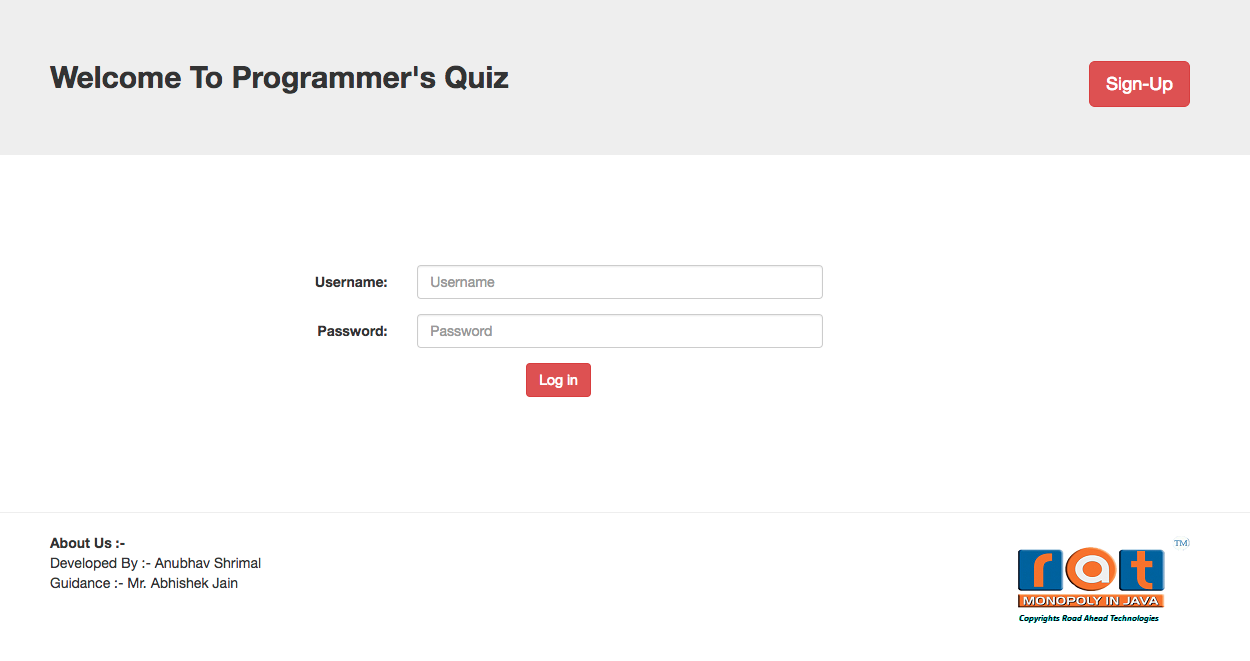 Welcome To Programmer's Quiz
Sign-Up
Username:
Username
Password:
Password
Log in
About Us :-
Developed By :- Anubhav Shrimal
Guidance :- Mr. Abhishek Jain
TM
rat
MONOPOLY IN JAVA
Copyrights Road Ahead Technologies